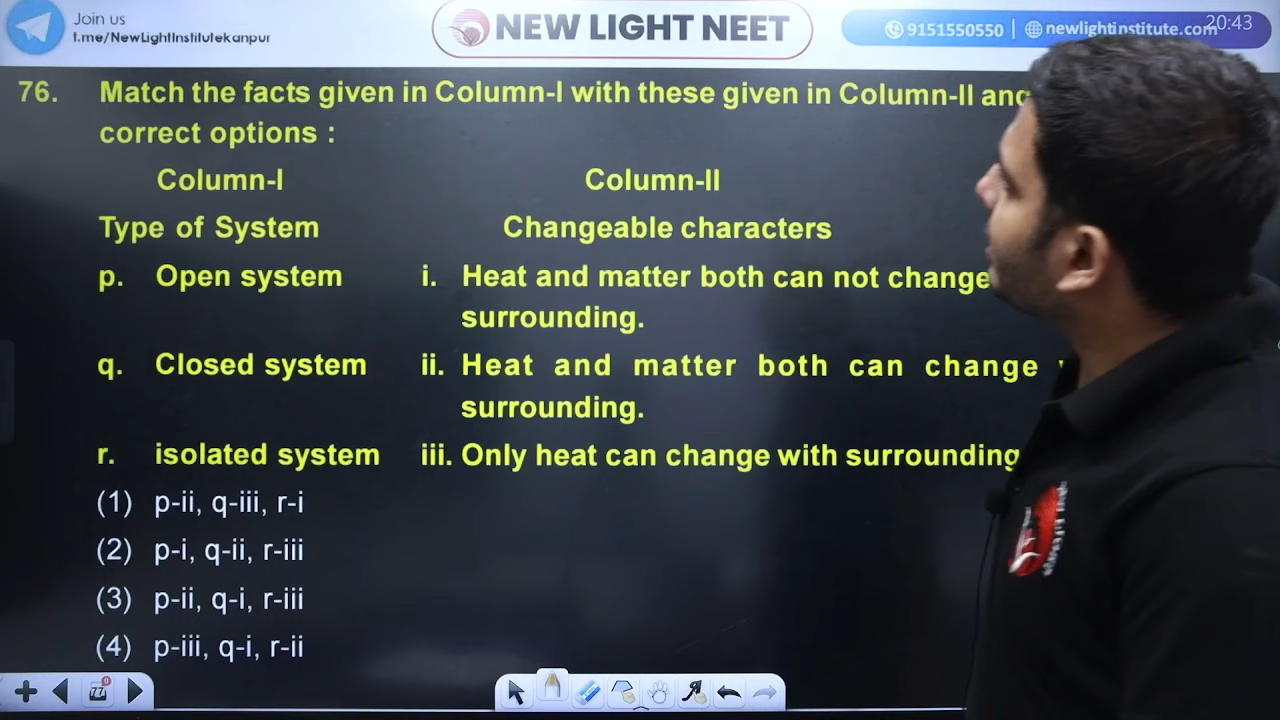 Join us
t.me/NewLightInstitutekanpur
NEW LIGHT NEET
9151550550 | newlightinstitute.com
20:43
76. Match the facts given in Column-I with these given in Column-II and
correct options :
Column-I Column-II
Type of System Changeable characters
p. Open system i. Heat and matter both can not change
surrounding.
q. Closed system ii. Heat and matter both can change
surrounding.
r. isolated system iii. Only heat can change with surrounding
(1) p-ii, q-iii, r-i
(2) p-i, q-ii, r-iii
(3) p-ii, q-i, r-iii
(4) p-iii, q-i, r-ii
77
0